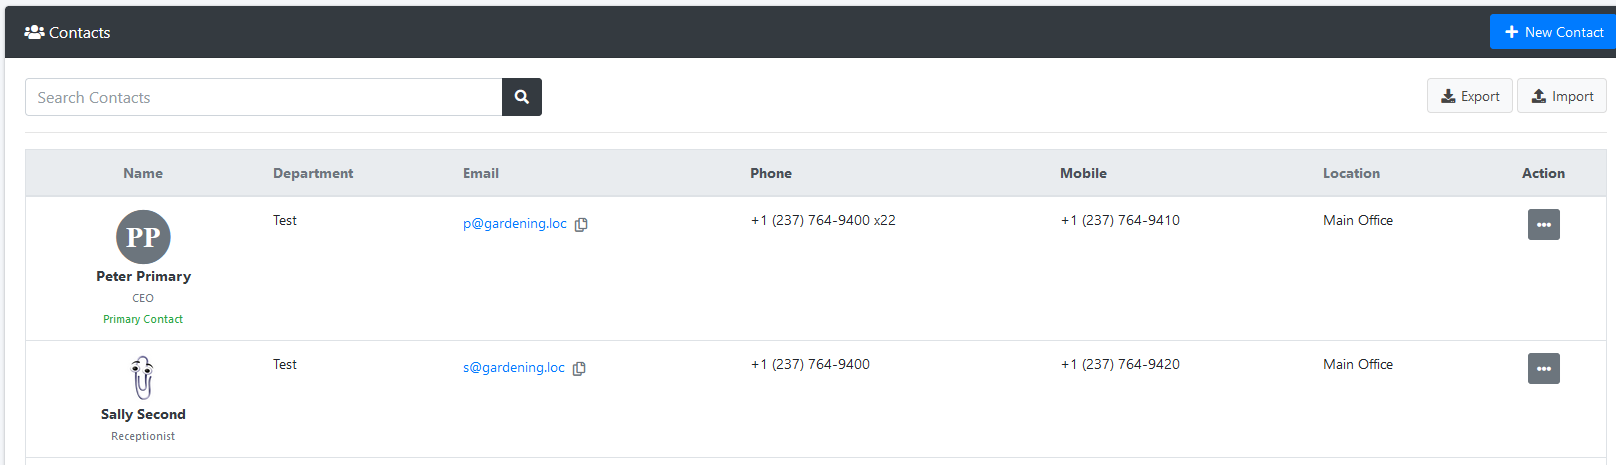 Contacts
New Contact
Search Contacts
Export Import
Name Department Email Phone Mobile Location Action
PP
Test p@gardening.loc +1 (237) 764-9400 x22 +1 (237) 764-9410 Main Office
Peter Primary
CEO
Primary Contact
Test s@gardening.loc +1 (237) 764-9400 +1 (237) 764-9420 Main Office
Sally Second
Receptionist